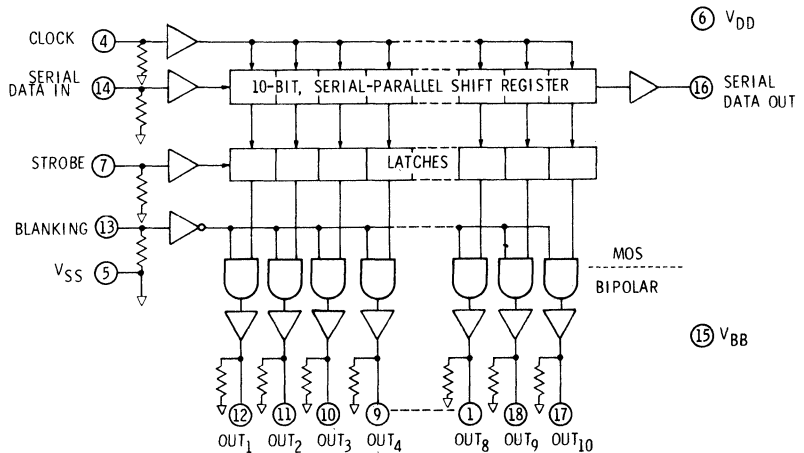 CLOCK 4
6 VDD
SERIAL
DATA IN 14
10-BIT, SERIAL-PARALLEL SHIFT REGISTER
16 SERIAL
DATA OUT
STROBE 7
LATCHES
BLANKING 13
VSS 5
MOS
BIPOLAR
15 VBB
12 11 10 9 1 18 17
OUT1 OUT2 OUT3 OUT4 OUT8 OUT9 OUT10